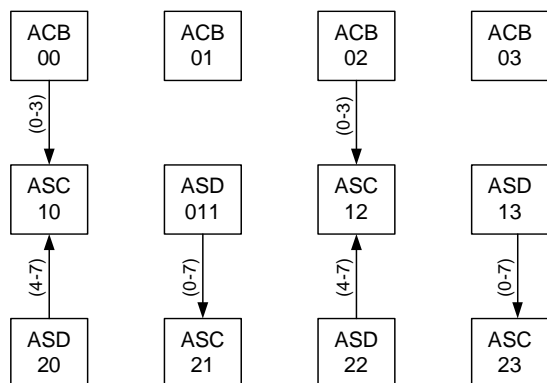 ACB
00
ACB
01
ACB
02
ACB
03
(0-3)
(0-3)
ASC
10
ASD
011
ASC
12
ASD
13
(4-7)
(0-7)
(4-7)
(0-7)
ASD
20
ASC
21
ASD
22
ASC
23